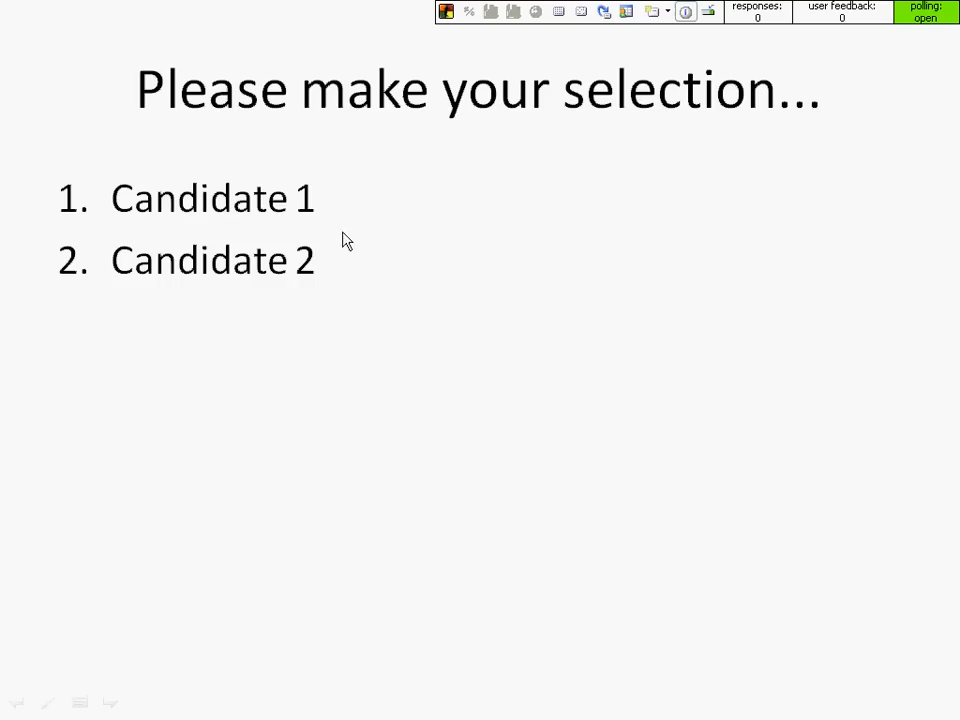 responses: user feedback: polling:
0 0 open
Please make your selection...
1. Candidate 1
2. Candidate 2